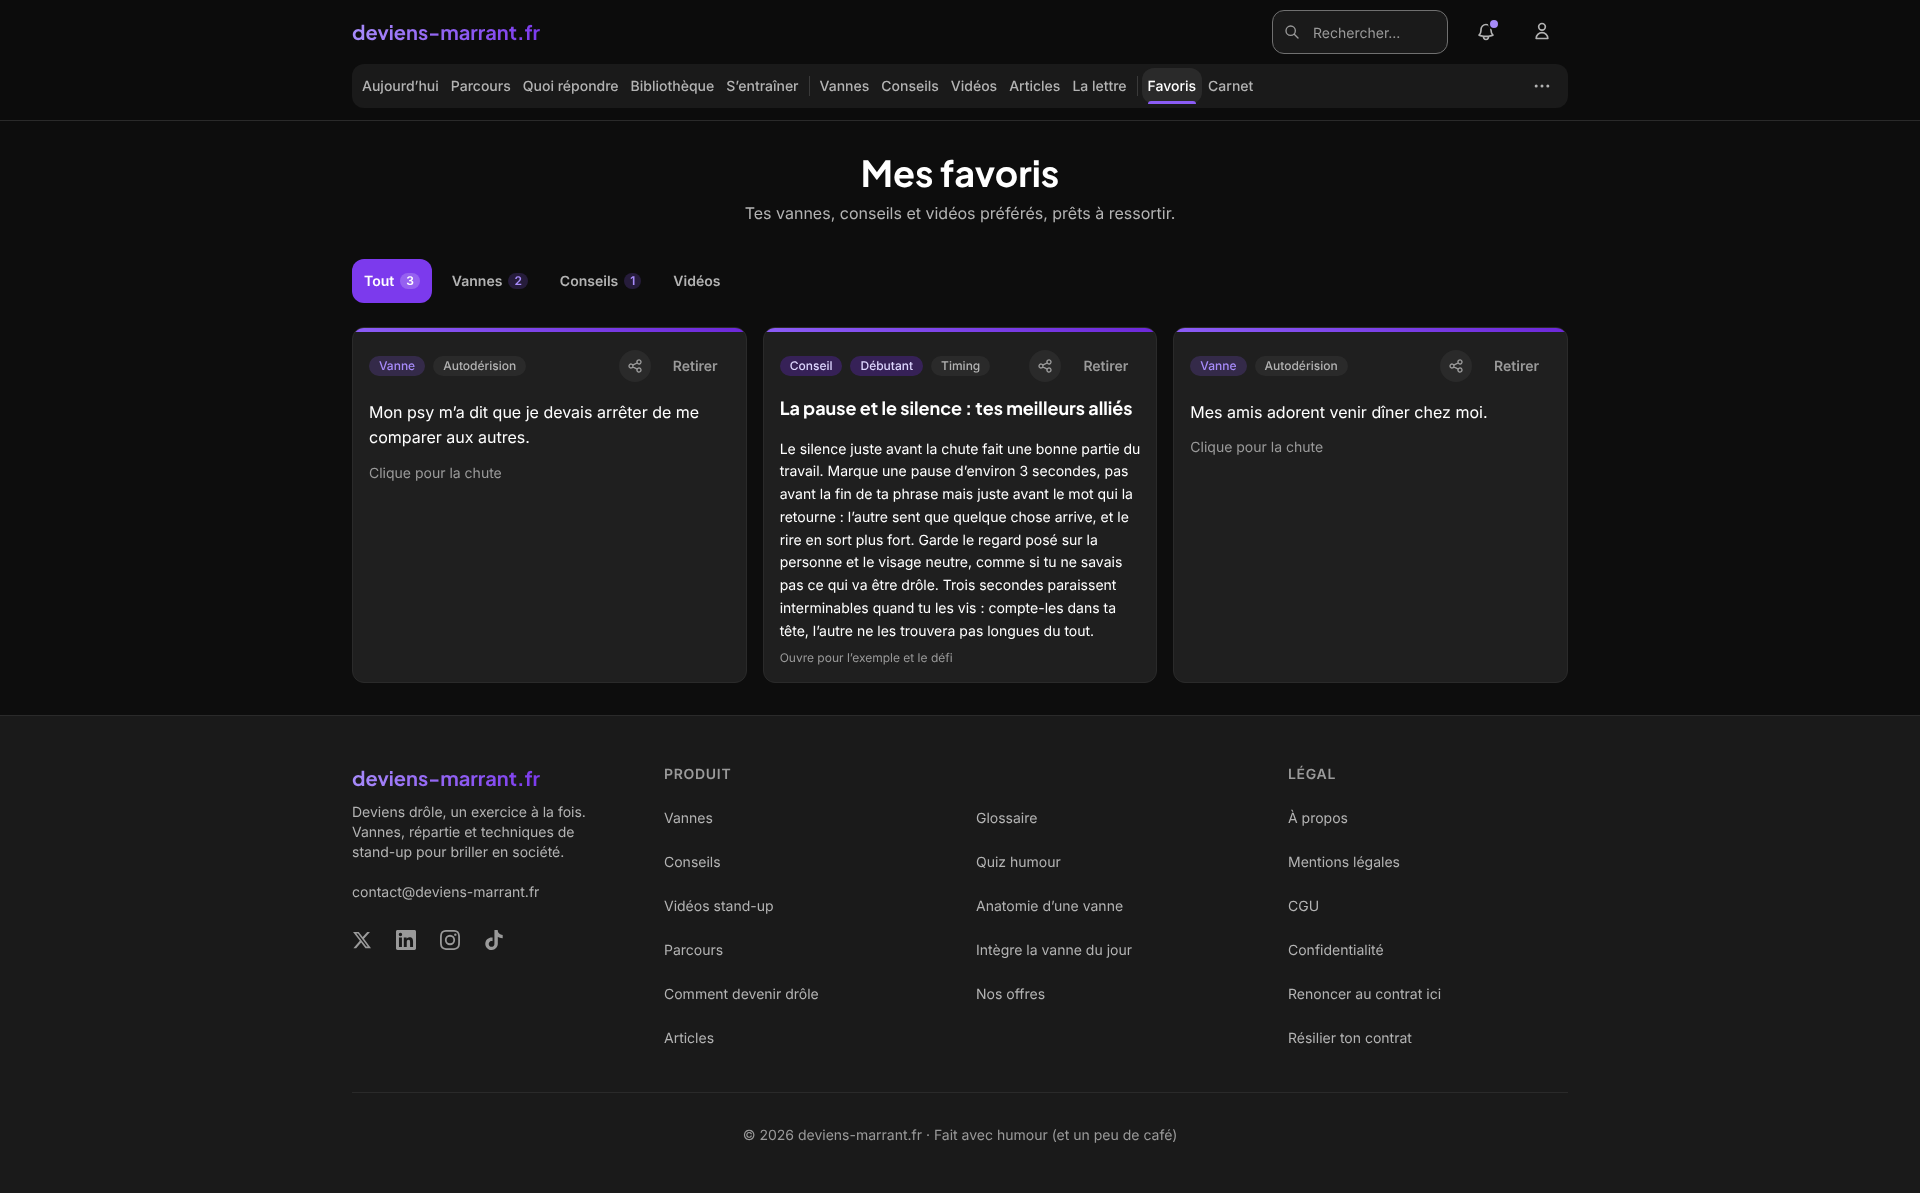 deviens-marrant.fr
Rechercher...
Aujourd’hui Parcours Quoi répondre Bibliothèque S’entraîner Vannes Conseils Vidéos Articles La lettre Favoris Carnet
Mes favoris
Tes vannes, conseils et vidéos préférés, prêts à ressortir.
Tout 3 Vannes 2 Conseils 1 Vidéos
Vanne Autodérision Retirer
Mon psy m’a dit que je devais arrêter de me
comparer aux autres.
Clique pour la chute
Conseil Débutant Timing Retirer
La pause et le silence : tes meilleurs alliés
Le silence juste avant la chute fait une bonne partie du
travail. Marque une pause d’environ 3 secondes, pas
avant la fin de ta phrase mais juste avant le mot qui la
retourne : l’autre sent que quelque chose arrive, et le
rire en sort plus fort. Garde le regard posé sur la
personne et le visage neutre, comme si tu ne savais
pas ce qui va être drôle. Trois secondes paraissent
interminables quand tu les vis : compte-les dans ta
tête, l’autre ne les trouvera pas longues du tout.
Ouvre pour l’exemple et le défi
Vanne Autodérision Retirer
Mes amis adorent venir dîner chez moi.
Clique pour la chute
deviens-marrant.fr
Deviens drôle, un exercice à la fois.
Vannes, répartie et techniques de
stand-up pour briller en société.
contact@deviens-marrant.fr
PRODUIT
Vannes
Conseils
Vidéos stand-up
Parcours
Comment devenir drôle
Articles
Glossaire
Quiz humour
Anatomie d’une vanne
Intègre la vanne du jour
Nos offres
LÉGAL
À propos
Mentions légales
CGU
Confidentialité
Renoncer au contrat ici
Résilier ton contrat
© 2026 deviens-marrant.fr · Fait avec humour (et un peu de café)